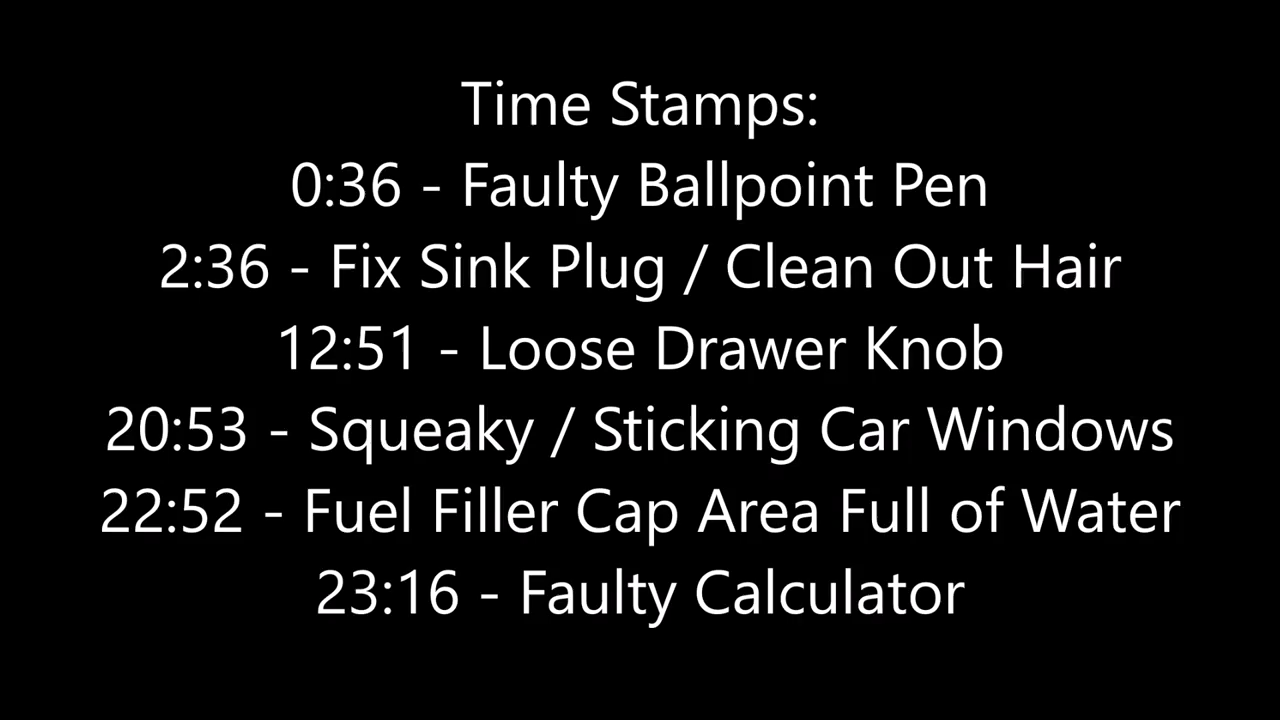 Time Stamps:
0:36 - Faulty Ballpoint Pen
2:36 - Fix Sink Plug / Clean Out Hair
12:51 - Loose Drawer Knob
20:53 - Squeaky / Sticking Car Windows
22:52 - Fuel Filler Cap Area Full of Water
23:16 - Faulty Calculator